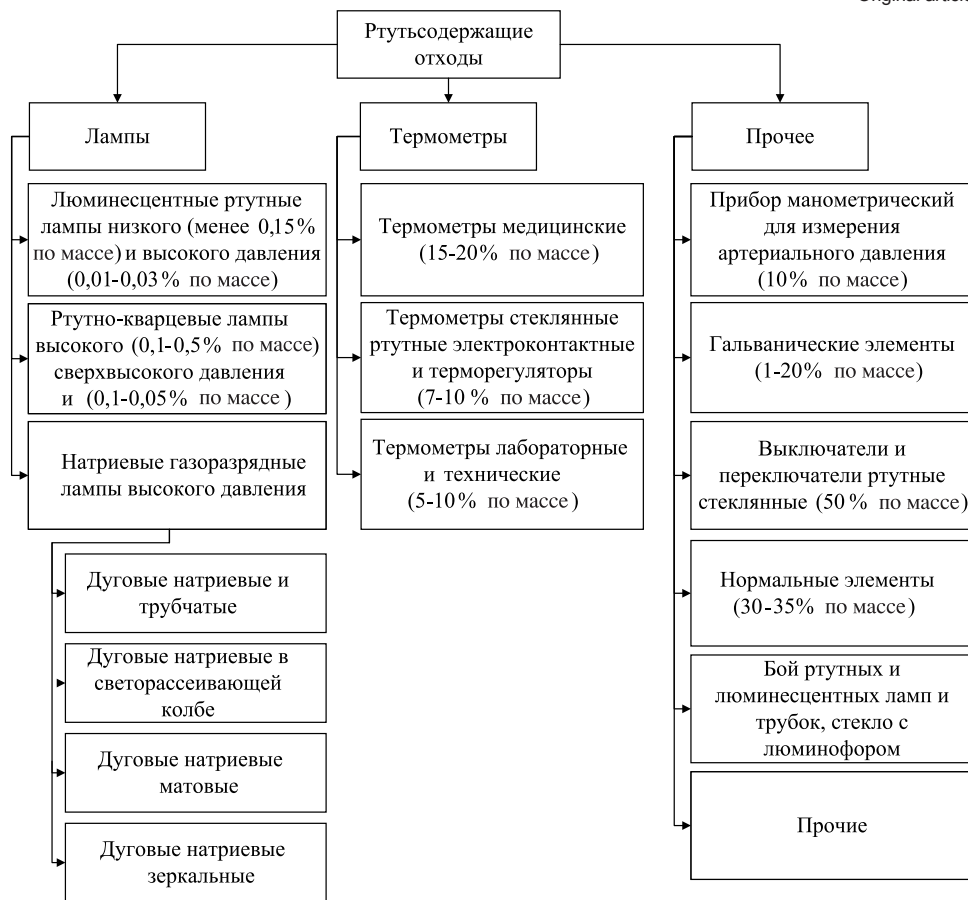 Original article
Ртутьсодержащие
отходы
Лампы
Термометры
Прочее
Люминесцентные ртутные
лампы низкого (менее 0,15%
по массе) и высокого давления
(0,01-0,03% по массе)
Ртутно-кварцевые лампы
высокого (0,1-0,5% по массе)
сверхвысокого давления
и (0,1-0,05% по массе )
Натриевые газоразрядные
лампы высокого давления
Дуговые натриевые и
трубчатые
Дуговые натриевые в
светорассеивающей
колбе
Дуговые натриевые
матовые
Дуговые натриевые
зеркальные
Термометры медицинские
(15-20% по массе)
Термометры стеклянные
ртутные электроконтактные
и терморегуляторы
(7-10 % по массе)
Термометры лабораторные
и технические
(5-10% по массе)
Прибор манометрический
для измерения
артериального давления
(10% по массе)
Гальванические элементы
(1-20% по массе)
Выключатели и
переключатели ртутные
стеклянные (50% по массе)
Нормальные элементы
(30-35% по массе)
Бой ртутных и
люминесцентных ламп и
трубок, стекло с
люминофором
Прочие